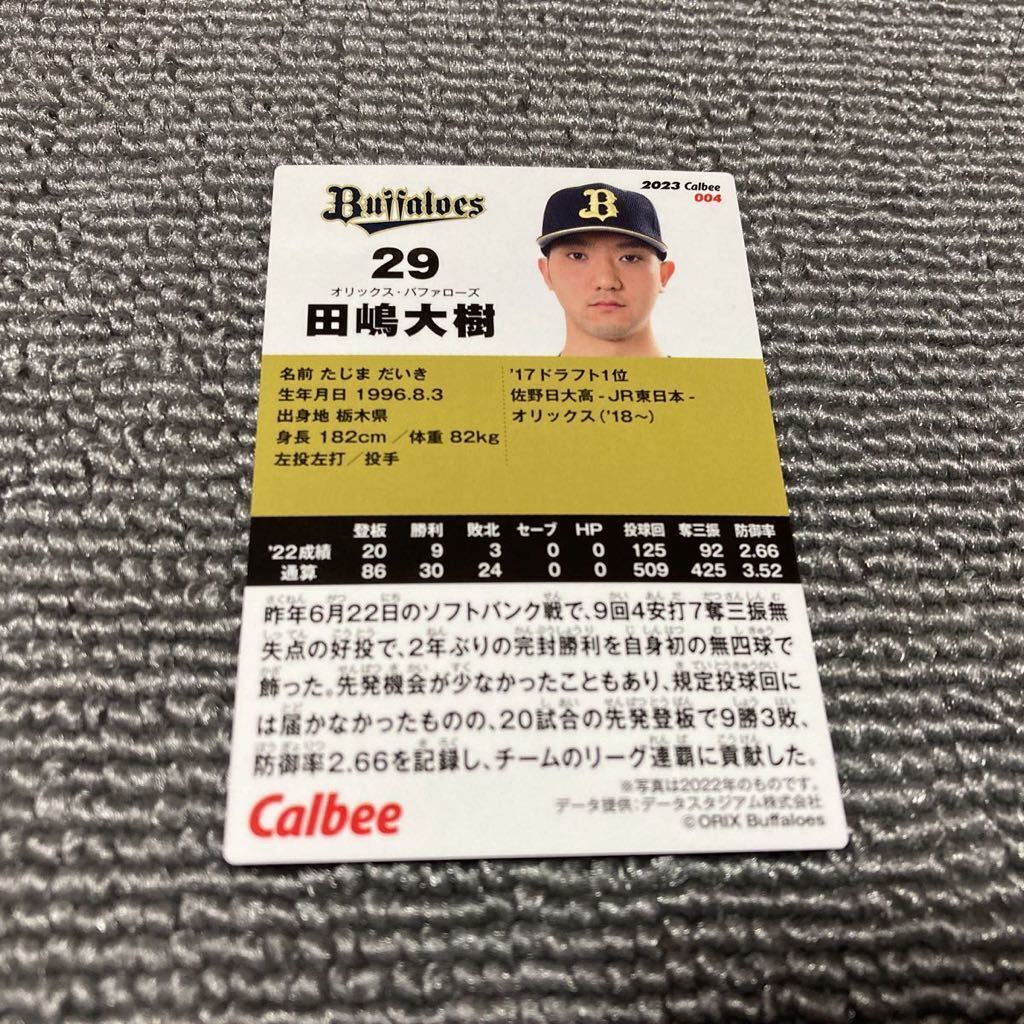 Buffaloes
2023 Calbee
004
B
29
オリックス・バファローズ
田嶋大樹
名前 たじま だいき
生年月日 1996.8.3
出身地 栃木県
身長 182cm ／体重 82kg
左投左打／投手
'17ドラフト1位
佐野日大高 - JR東日本 -
オリックス ('18～)
登板 勝利 敗北 セーブ HP 投球回 奪三振 防御率
'22成績 20 9 3 0 0 125 92 2.66
通算 86 30 24 0 0 509 425 3.52
昨年6月22日のソフトバンク戦で、9回4安打7奪三振無
失点の好投で、2年ぶりの完封勝利を自身初の無四球で
飾った。先発機会が少なかったこともあり、規定投球回に
は届かなかったものの、20試合の先発登板で9勝3敗、
防御率2.66を記録し、チームのリーグ連覇に貢献した。
※写真は2022年のものです。
データ提供：データスタジアム株式会社
©ORIX Buffaloes
Calbee